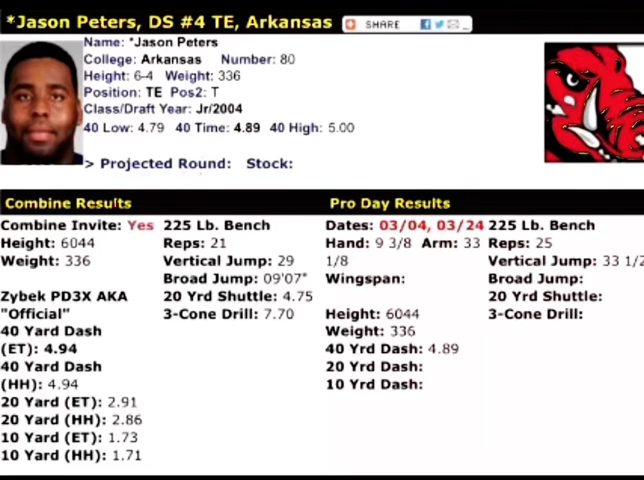 *Jason Peters, DS #4 TE, Arkansas SHARE
Name: *Jason Peters
College: Arkansas Number: 80
Height: 6-4 Weight: 336
Position: TE Pos2: T
Class/Draft Year: Jr/2004
40 Low: 4.79 40 Time: 4.89 40 High: 5.00
> Projected Round: Stock:
Combine Results
Combine Invite: Yes
Height: 6044
Weight: 336
Zybek PD3X AKA
"Official"
40 Yard Dash
(ET): 4.94
40 Yard Dash
(HH): 4.94
20 Yard (ET): 2.91
20 Yard (HH): 2.86
10 Yard (ET): 1.73
10 Yard (HH): 1.71
225 Lb. Bench
Reps: 21
Vertical Jump: 29
Broad Jump: 09'07"
20 Yrd Shuttle: 4.75
3-Cone Drill: 7.70
Pro Day Results
Dates: 03/04, 03/24
Hand: 9 3/8 Arm: 33
1/8
Wingspan:
Height: 6044
Weight: 336
40 Yrd Dash: 4.89
20 Yrd Dash:
10 Yrd Dash:
225 Lb. Bench
Reps: 25
Vertical Jump: 33 1/2
Broad Jump:
20 Yrd Shuttle:
3-Cone Drill: